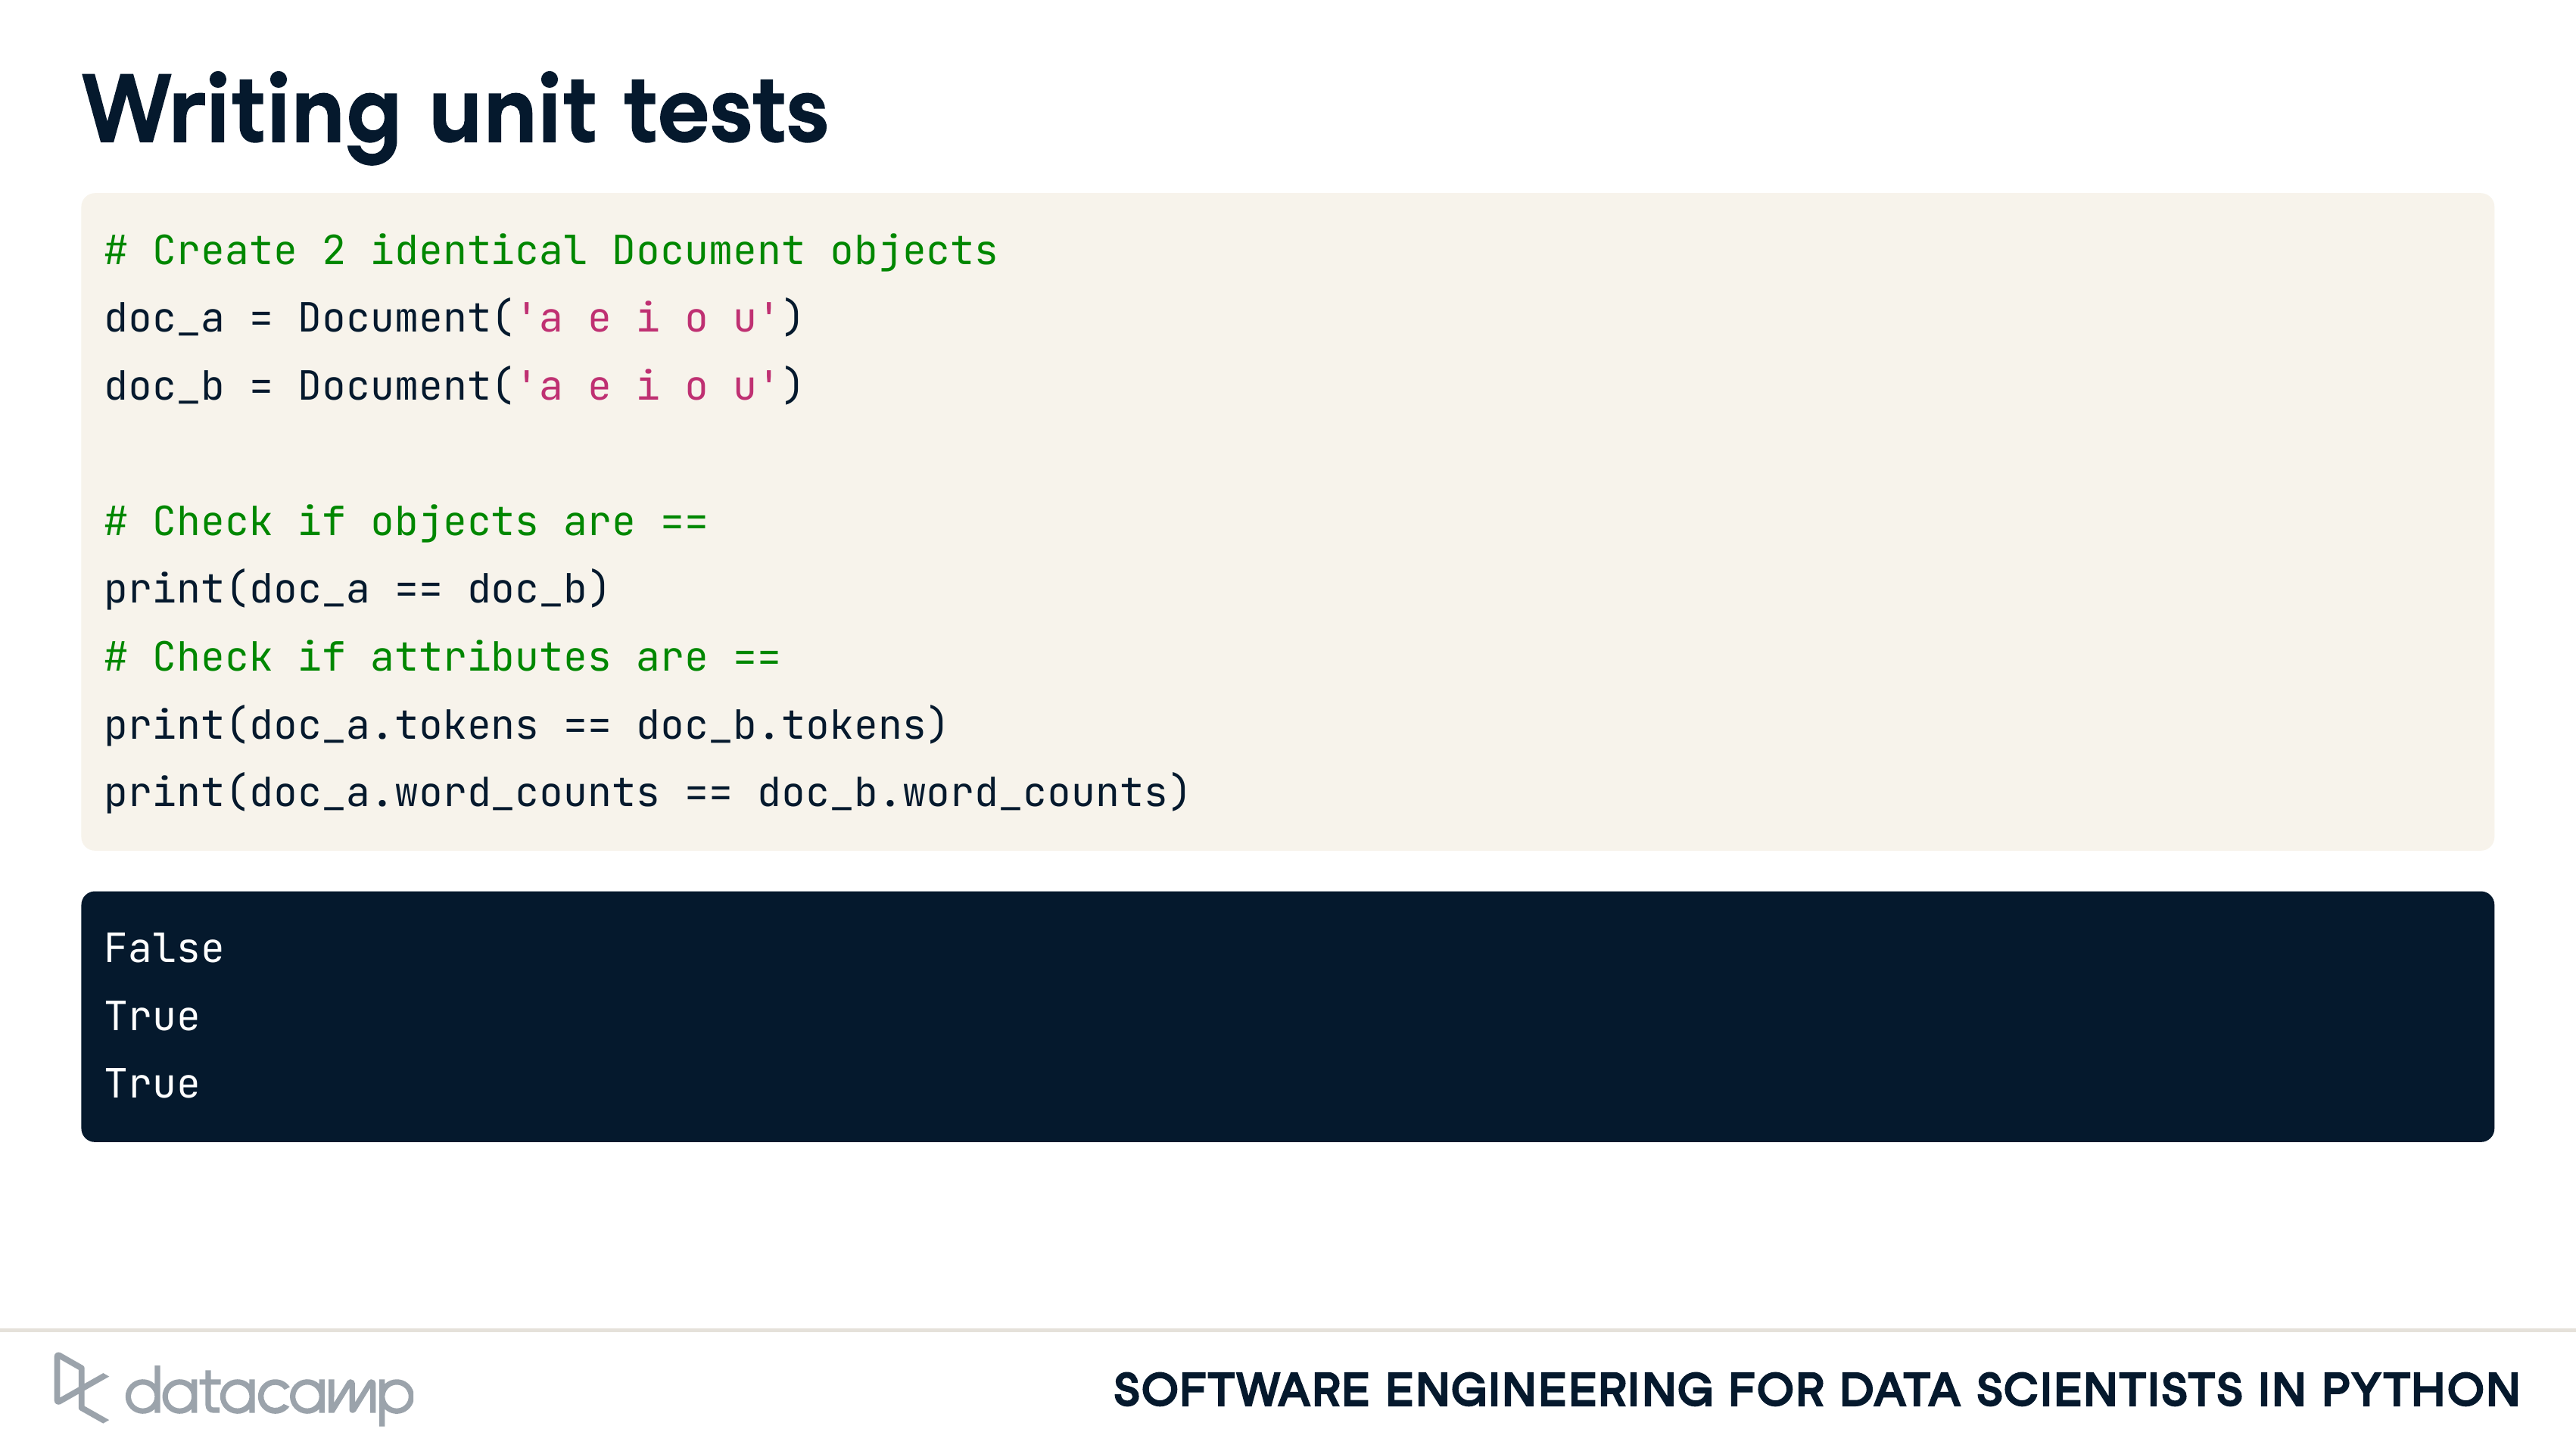 Writing unit tests
# Create 2 identical Document objects
doc_a = Document('a e i o u')
doc_b = Document('a e i o u')
# Check if objects are ==
print(doc_a == doc_b)
# Check if attributes are ==
print(doc_a.tokens == doc_b.tokens)
print(doc_a.word_counts == doc_b.word_counts)
False
True
True
datacamp
SOFTWARE ENGINEERING FOR DATA SCIENTISTS IN PYTHON